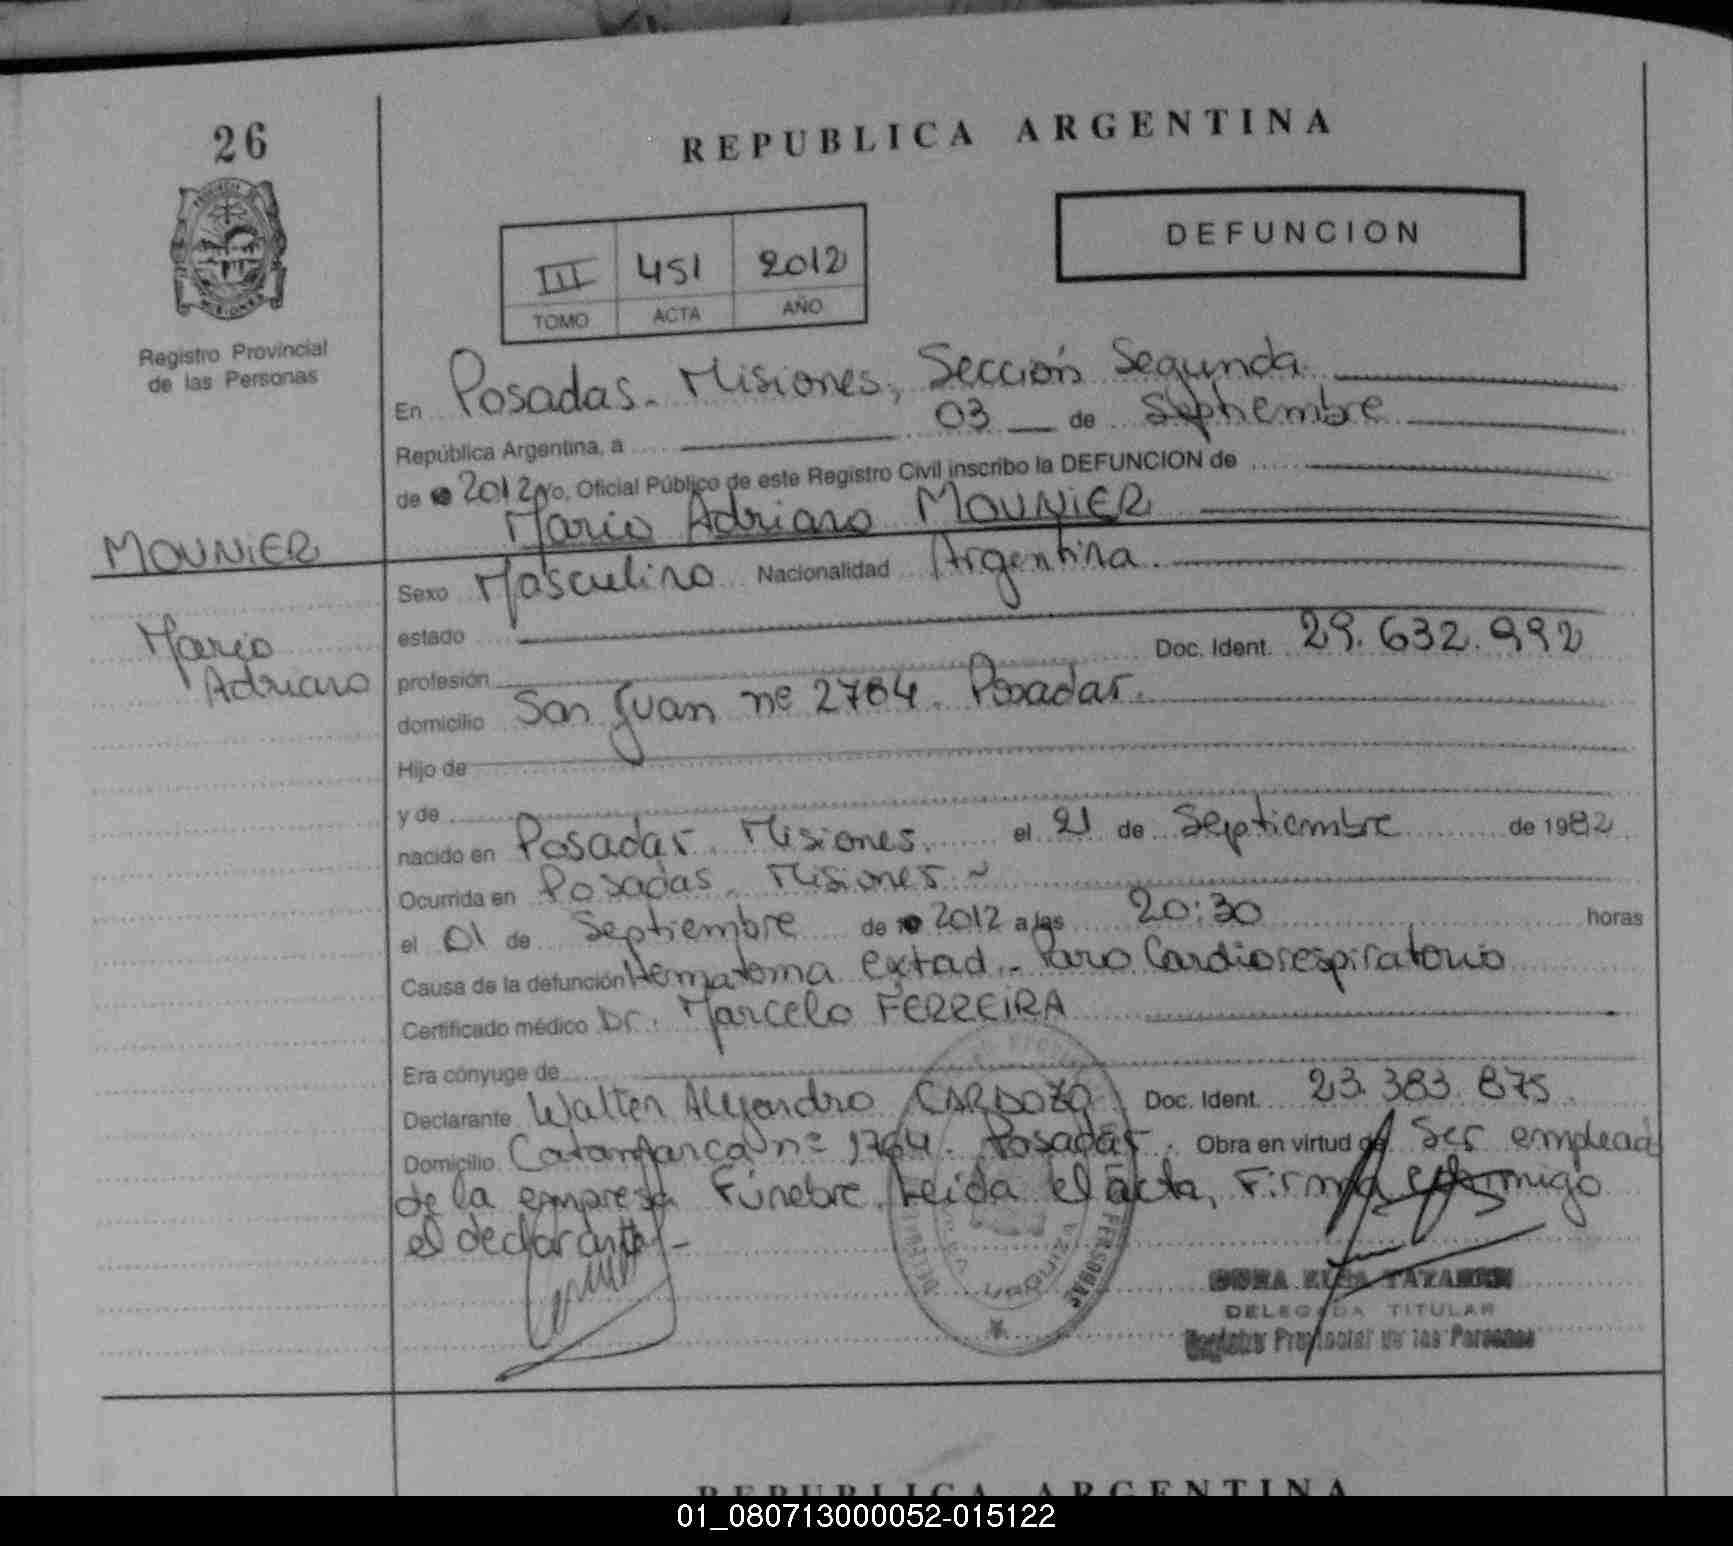 26
REPUBLICA ARGENTINA
DEFUNCION
III 451 2012
TOMO ACTA AÑO
Registro Provincial
de las Personas
En Posadas. Misiones, Sección Segunda
República Argentina, a 03 de Septiembre
de 2012 Yo, Oficial Público de este Registro Civil inscribo la DEFUNCION de
Mario Adriano MOUNIER
MOUNIER
Mario
Adriano
Sexo Masculino Nacionalidad Argentina.
estado
profesión Doc. Ident. 29.632.992
domicilio San Juan nº 2764. Posadas.
Hijo de
y de
nacido en Posadas. Misiones. el 21 de Septiembre de 1982
Ocurrida en Posadas. Misiones
el 01 de Septiembre de 2012 a las 20:30 horas
Causa de la defunción Hematoma extad. Paro Cardiorespiratorio
Certificado médico Dr. Marcelo FERREIRA
Era cónyuge de
Declarante Walter Alejandro CARDOZO Doc. Ident. 23.383.875
Domicilio Catamarca nº 1764. Posadas. Obra en virtud de Ser emplead
de la empresa Fúnebre. Leida el acta, Firma conmigo
el declarante.-
DELEGADA TITULAR
Registro Provincial de las Personas
REPUBLICA ARGENTINA
01_080713000052-015122